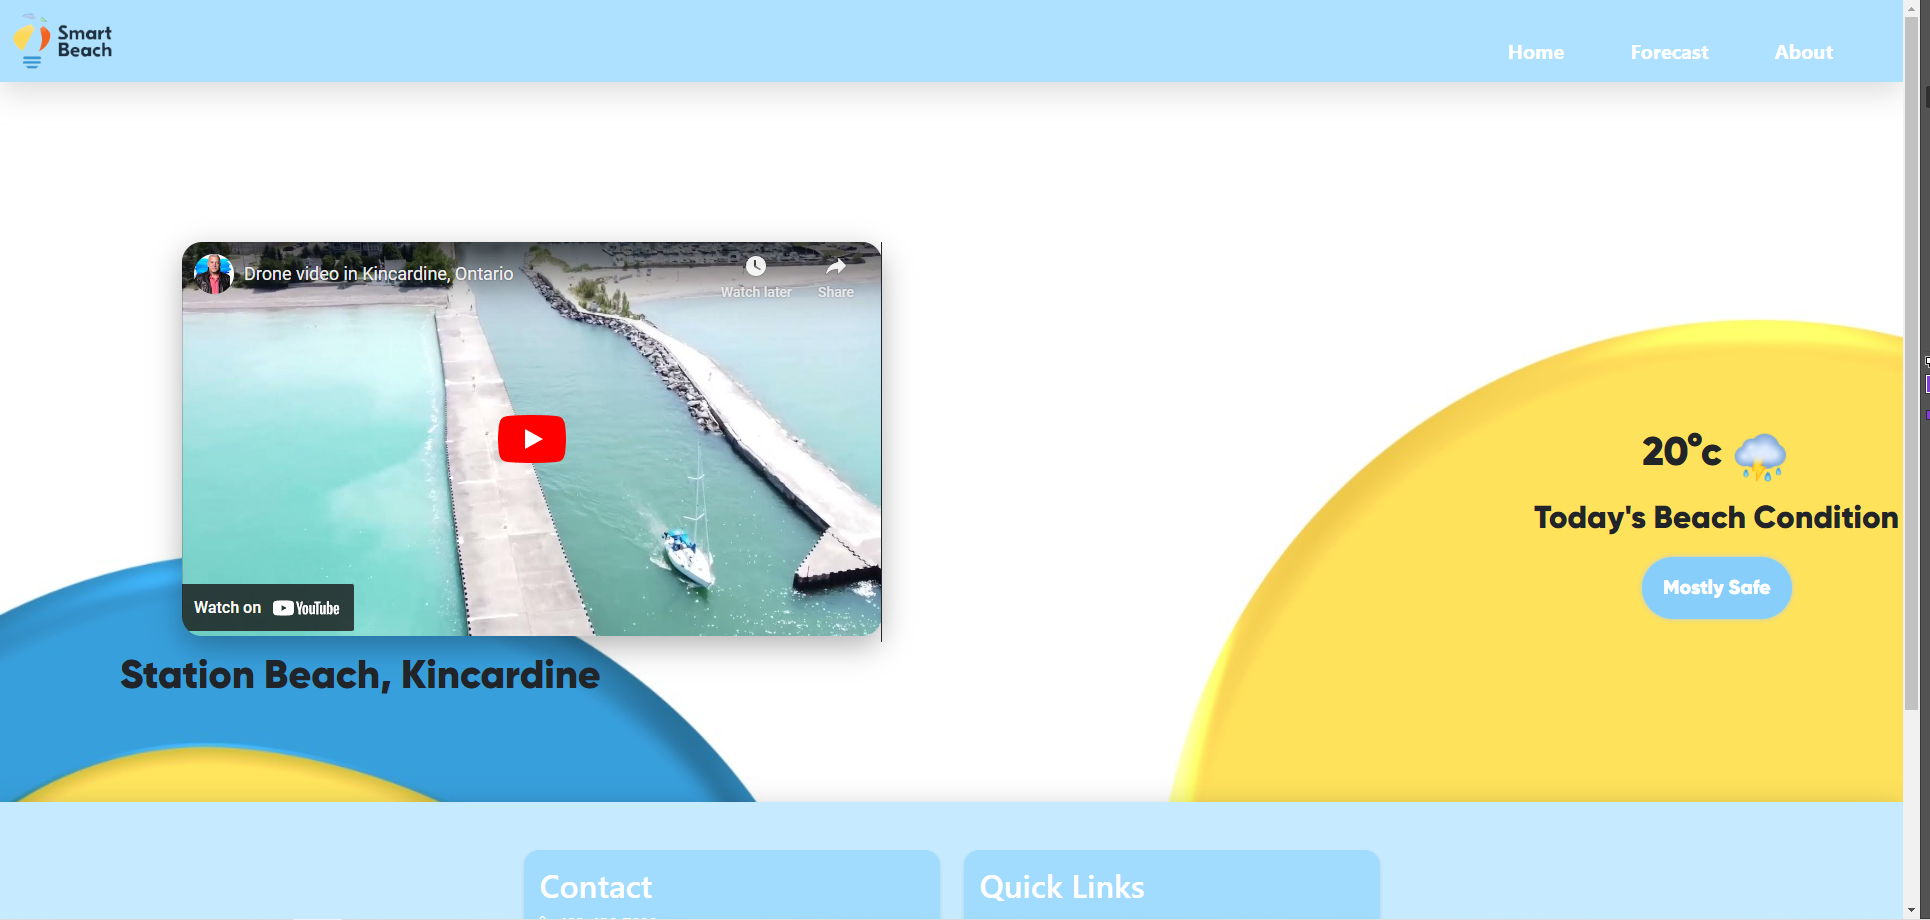 Smart
Beach
Home
Forecast
About
Drone video in Kincardine, Ontario
Watch later
Share
Watch on YouTube
Station Beach, Kincardine
20°c
Today's Beach Condition
Mostly Safe
Contact
Quick Links